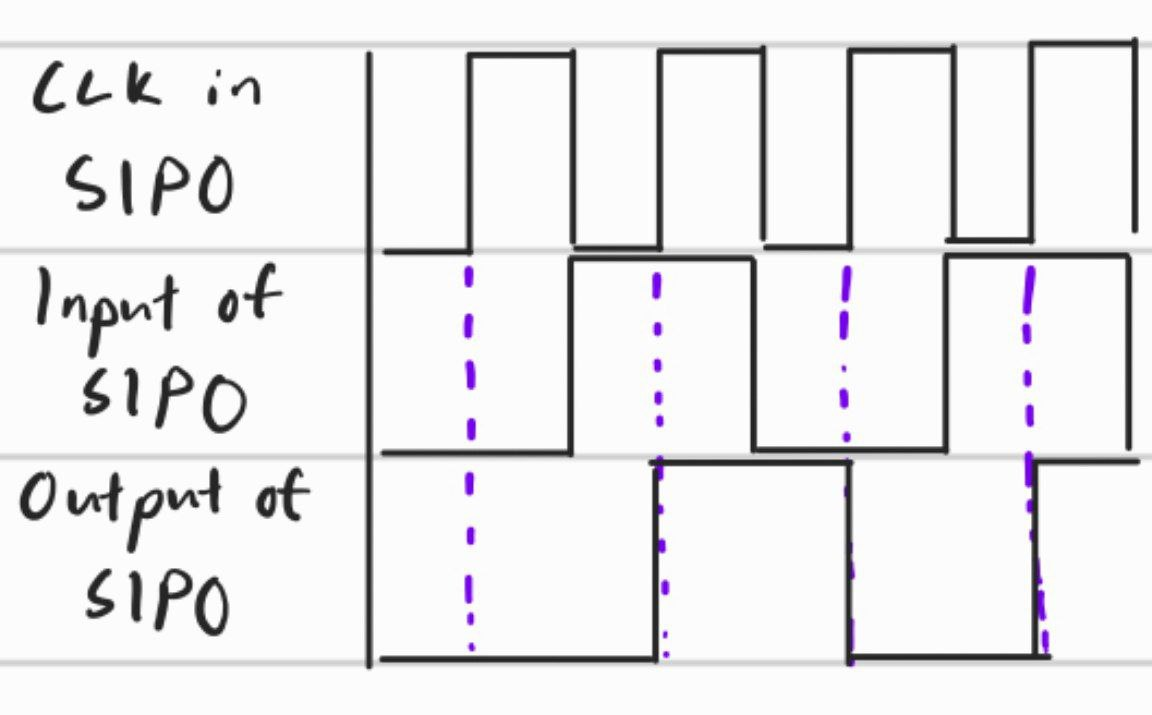 CLK in
SIPO
Input of
SIPO
Output of
SIPO